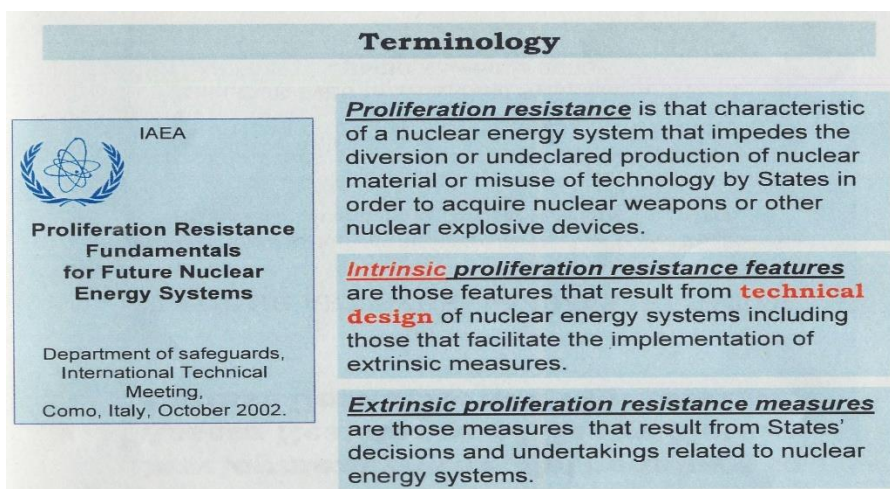 Terminology
IAEA
Proliferation Resistance
Fundamentals
for Future Nuclear
Energy Systems
Department of safeguards,
International Technical
Meeting,
Como, Italy, October 2002.
Proliferation resistance is that characteristic
of a nuclear energy system that impedes the
diversion or undeclared production of nuclear
material or misuse of technology by States in
order to acquire nuclear weapons or other
nuclear explosive devices.
Intrinsic proliferation resistance features
are those features that result from technical
design of nuclear energy systems including
those that facilitate the implementation of
extrinsic measures.
Extrinsic proliferation resistance measures
are those measures that result from States'
decisions and undertakings related to nuclear
energy systems.